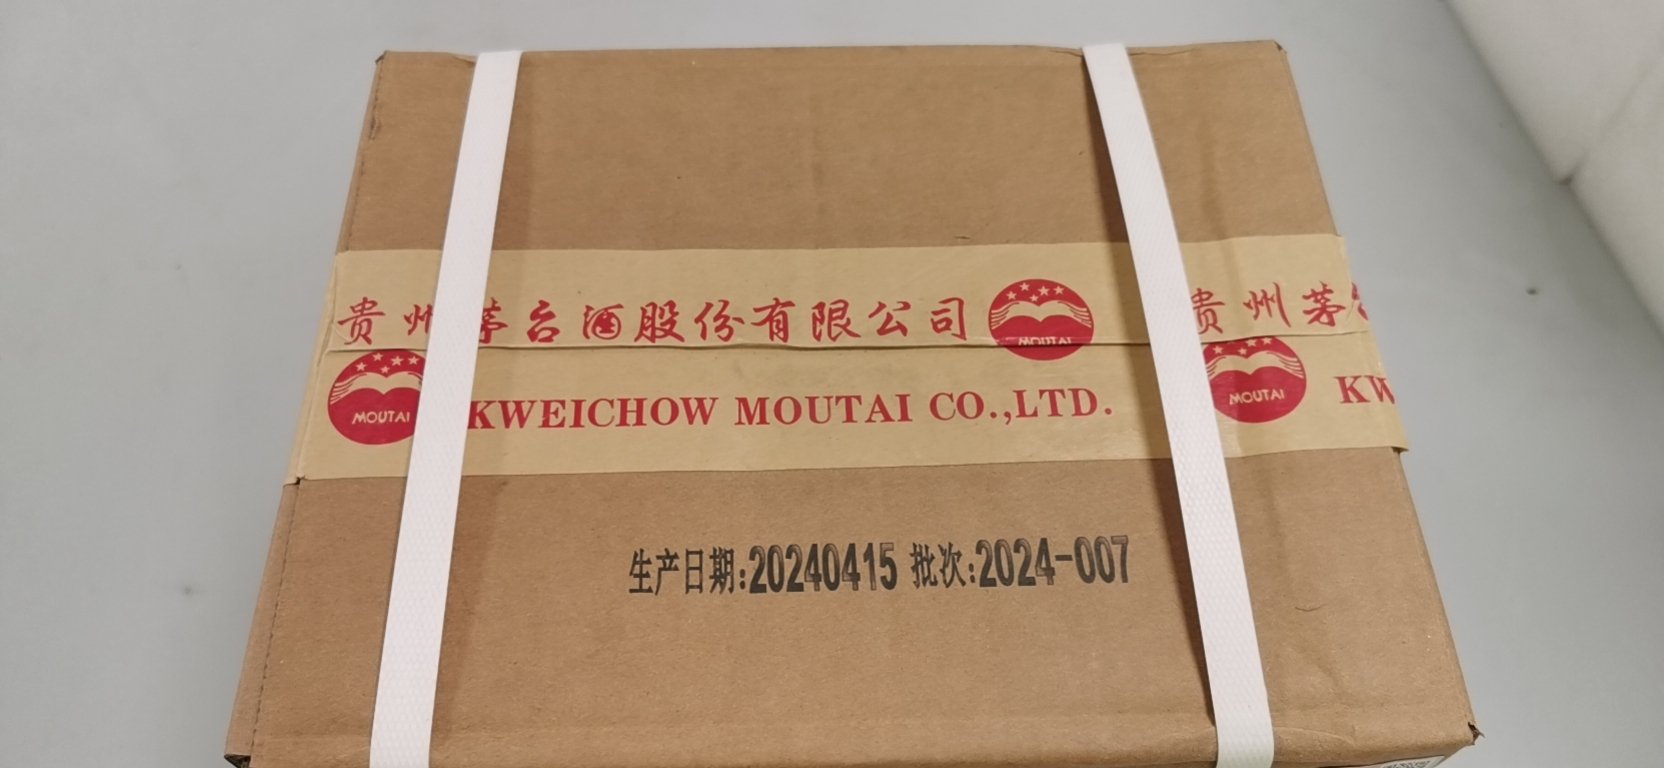 贵州茅台酒股份有限公司 MOUTAI 贵州茅
MOUTAI KWEICHOW MOUTAI CO.,LTD. MOUTAI KW
生产日期:20240415 批次:2024-007